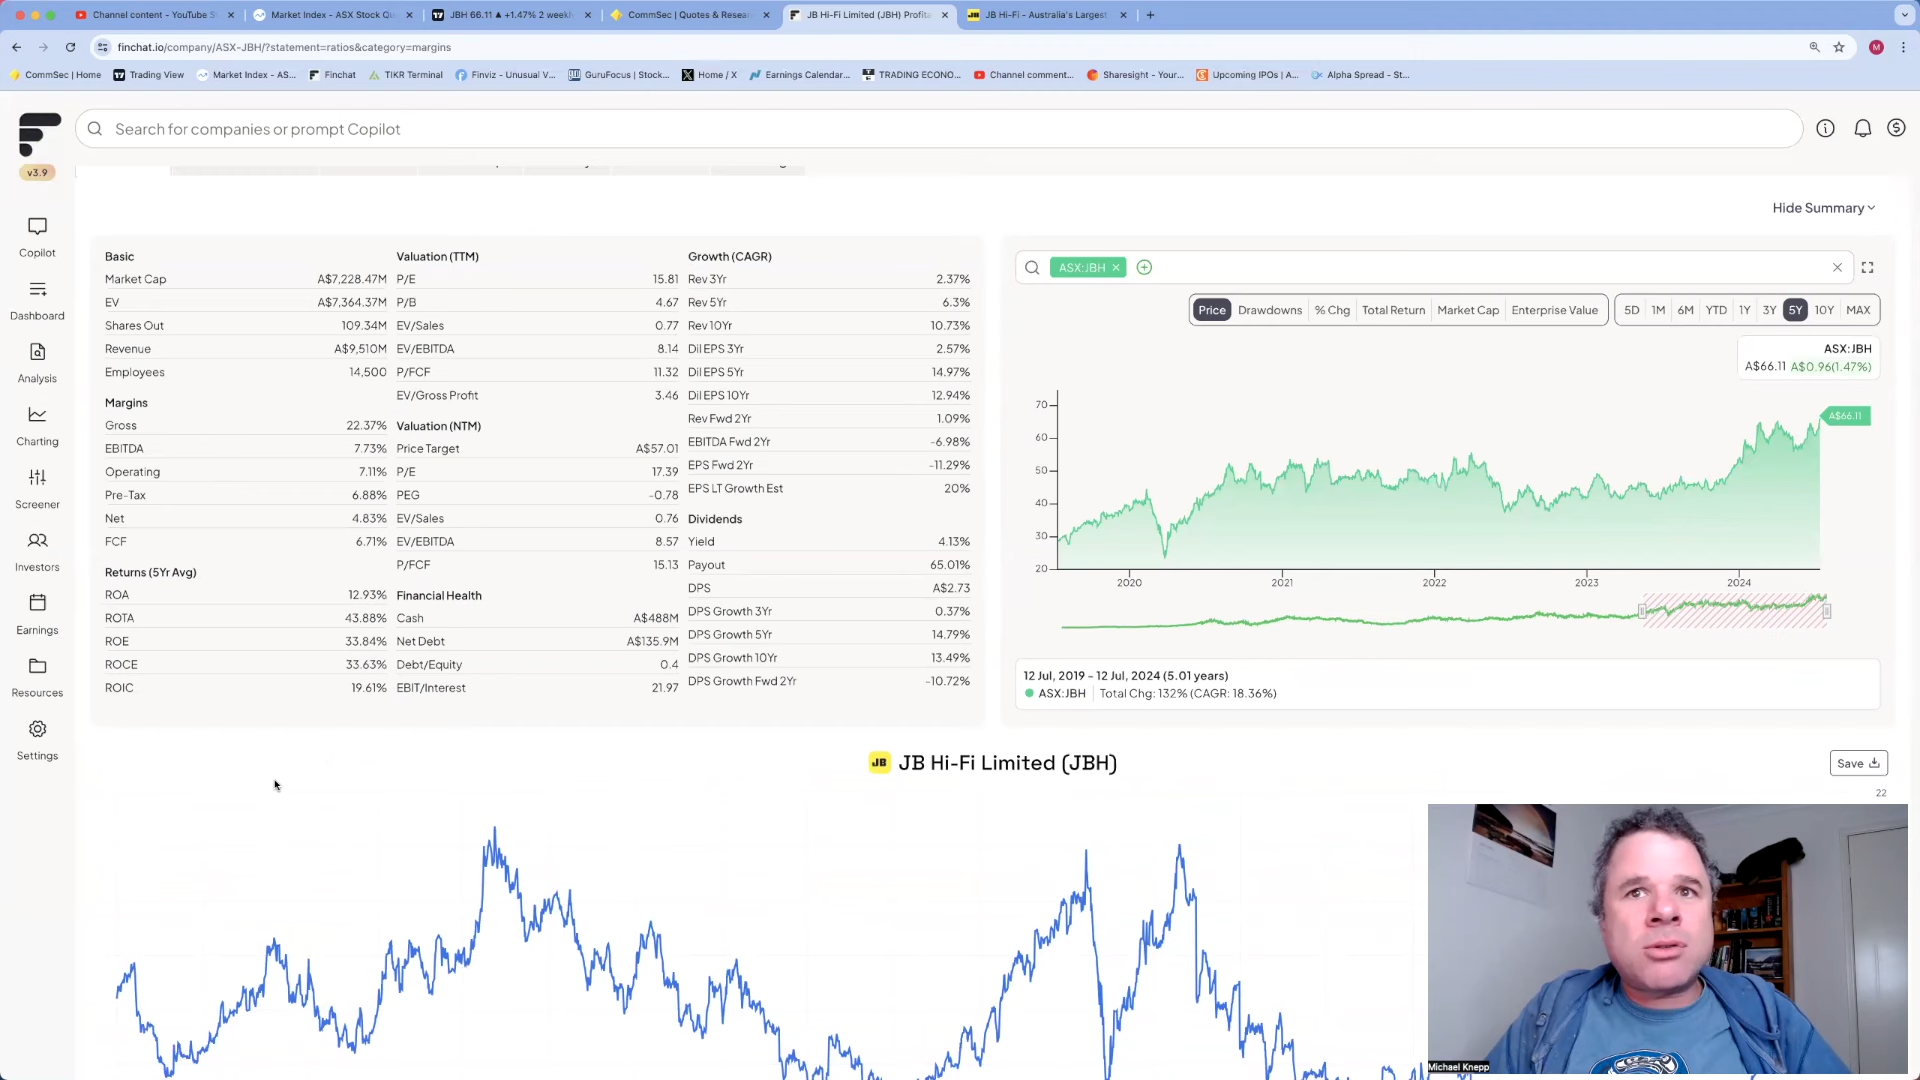 Channel content - YouTube S
Market Index - ASX Stock Qu
JBH 66.11 ▲ +1.47% 2 weekl
CommSec | Quotes & Resear
JB Hi-Fi Limited (JBH) Profita
JB Hi-Fi - Australia's Largest
finchat.io/company/ASX-JBH/?statement=ratios&category=margins
M
CommSec | Home
Trading View
Market Index - AS...
Finchat
TIKR Terminal
Finviz - Unusual V...
GuruFocus | Stock...
Home / X
Earnings Calendar...
TRADING ECONO...
Channel comment...
Sharesight - Your...
Upcoming IPOs | A...
Alpha Spread - St...
Search for companies or prompt Copilot
v3.9
Copilot
Dashboard
Analysis
Charting
Screener
Investors
Earnings
Resources
Settings
Hide Summary
Basic
Market Cap A$7,228.47M
EV A$7,364.37M
Shares Out 109.34M
Revenue A$9,510M
Employees 14,500
Margins
Gross 22.37%
EBITDA 7.73%
Operating 7.11%
Pre-Tax 6.88%
Net 4.83%
FCF 6.71%
Returns (5Yr Avg)
ROA 12.93%
ROTA 43.88%
ROE 33.84%
ROCE 33.63%
ROIC 19.61%
Valuation (TTM)
P/E 15.81
P/B 4.67
EV/Sales 0.77
EV/EBITDA 8.14
P/FCF 11.32
EV/Gross Profit 3.46
Valuation (NTM)
Price Target A$57.01
P/E 17.39
PEG -0.78
EV/Sales 0.76
EV/EBITDA 8.57
P/FCF 15.13
Financial Health
Cash A$488M
Net Debt A$135.9M
Debt/Equity 0.4
EBIT/Interest 21.97
Growth (CAGR)
Rev 3Yr 2.37%
Rev 5Yr 6.3%
Rev 10Yr 10.73%
Dil EPS 3Yr 2.57%
Dil EPS 5Yr 14.97%
Dil EPS 10Yr 12.94%
Rev Fwd 2Yr 1.09%
EBITDA Fwd 2Yr -6.98%
EPS Fwd 2Yr -11.29%
EPS LT Growth Est 20%
Dividends
Yield 4.13%
Payout 65.01%
DPS A$2.73
DPS Growth 3Yr 0.37%
DPS Growth 5Yr 14.79%
DPS Growth 10Yr 13.49%
DPS Growth Fwd 2Yr -10.72%
ASX:JBH
Price Drawdowns % Chg Total Return Market Cap Enterprise Value
5D 1M 6M YTD 1Y 3Y 5Y 10Y MAX
ASX:JBH
A$66.11 A$0.96(1.47%)
70
60
50
40
30
20
A$66.11
2020 2021 2022 2023 2024
12 Jul, 2019 - 12 Jul, 2024 (5.01 years)
ASX:JBH Total Chg: 132% (CAGR: 18.36%)
JB JB Hi-Fi Limited (JBH)
Save
22
Michael Knepp